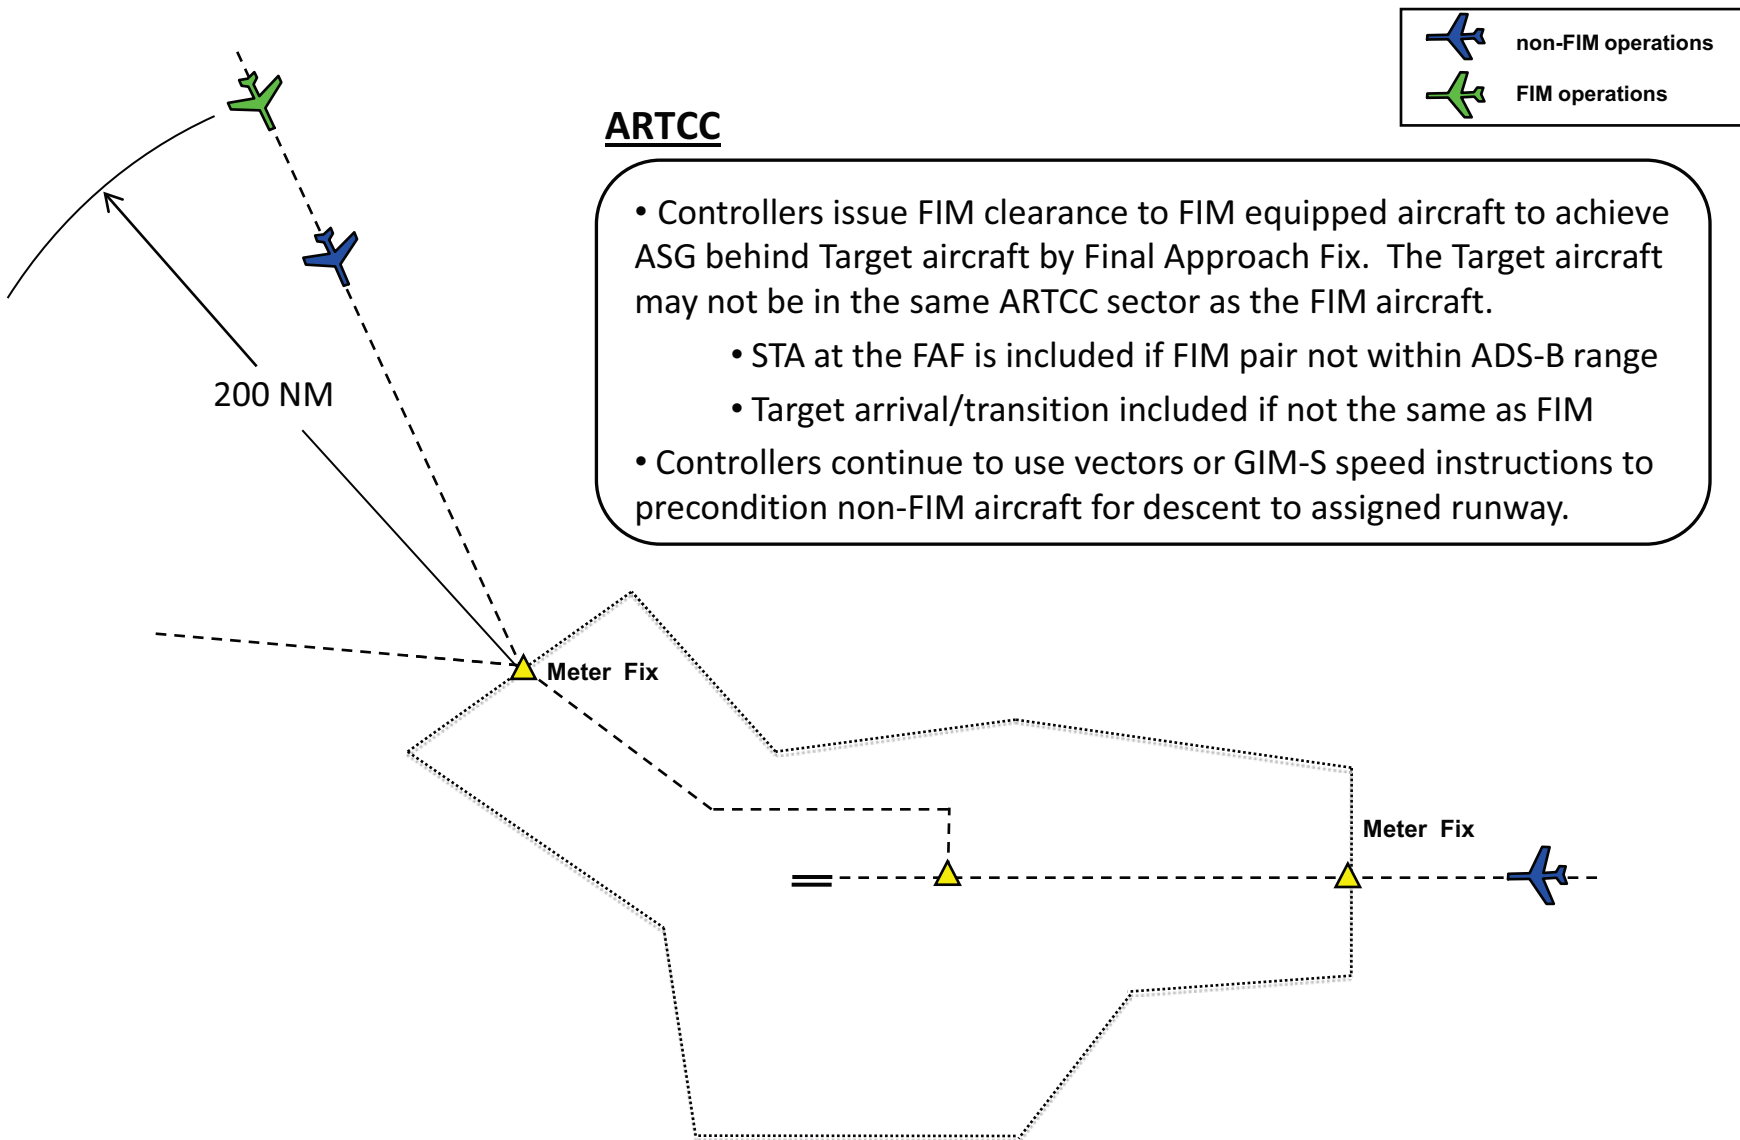 non-FIM operations
FIM operations
ARTCC
• Controllers issue FIM clearance to FIM equipped aircraft to achieve
ASG behind Target aircraft by Final Approach Fix.  The Target aircraft
may not be in the same ARTCC sector as the FIM aircraft.
• STA at the FAF is included if FIM pair not within ADS-B range
• Target arrival/transition included if not the same as FIM
• Controllers continue to use vectors or GIM-S speed instructions to
precondition non-FIM aircraft for descent to assigned runway.
200 NM
Meter Fix
Meter Fix